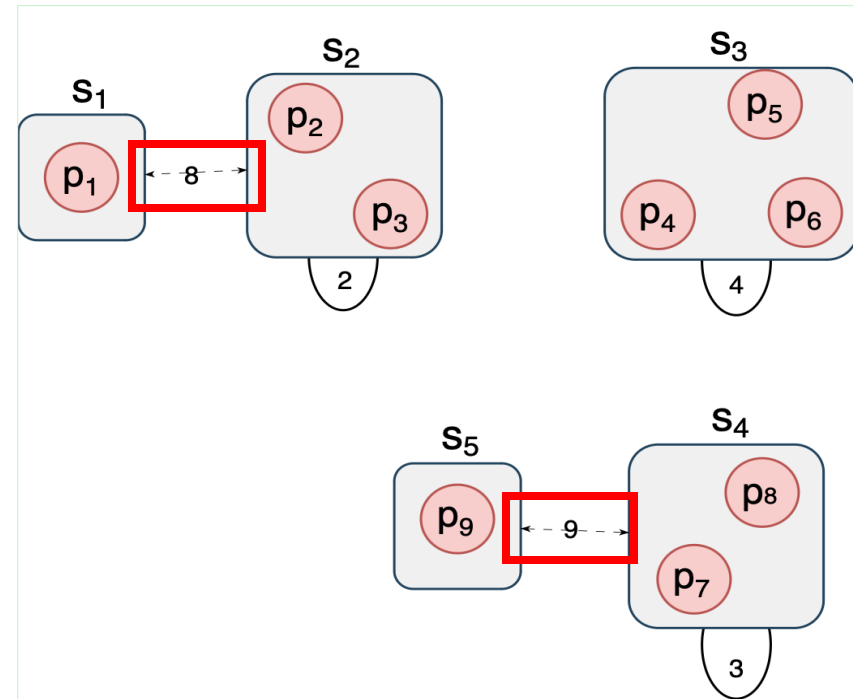 S₁
S₂
S₃
p₁
8
p₂
p₃
p₅
p₄
p₆
2
4
S₅
S₄
p₉
9
p₈
p₇
3